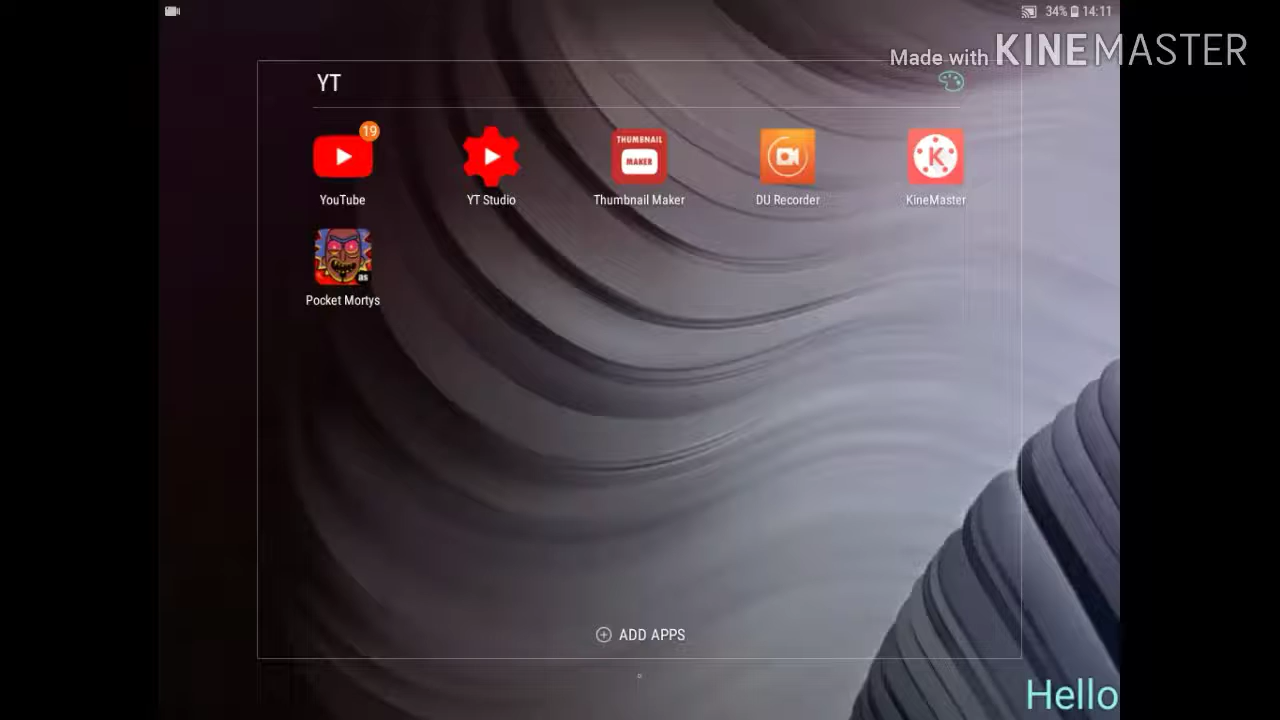 34% 14:11
Made with KINEMASTER
YT
19
THUMBNAIL
MAKER
K
YouTube
YT Studio
Thumbnail Maker
DU Recorder
KineMaster
as
Pocket Mortys
ADD APPS
Hello